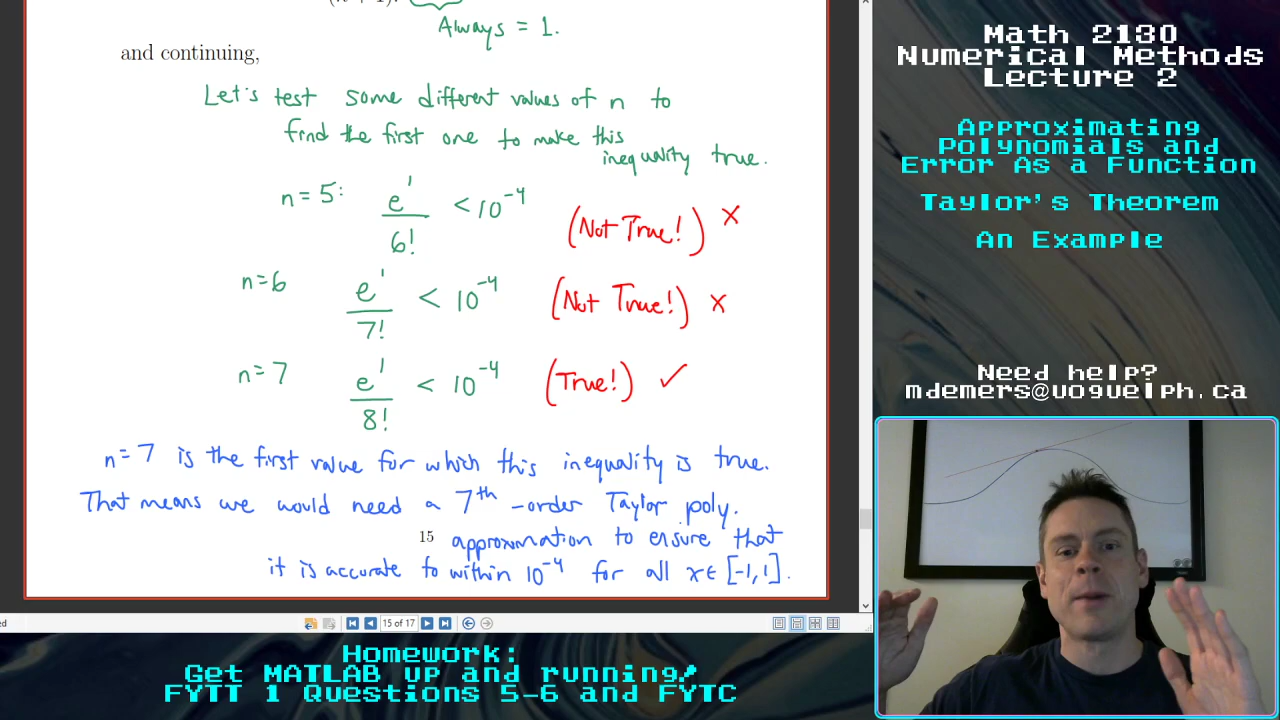 Always = 1.
and continuing,
Let's test some different values of n to
find the first one to make this
inequality true.
n = 5: e^1 / 6! < 10^-4 (Not True!) ×
n=6 e^1 / 7! < 10^-4 (Not True!) ×
n= 7 e^1 / 8! < 10^-4 (True!) ✓
n= 7 is the first value for which this inequality is true.
That means we would need a 7th -order Taylor poly.
15 approximation to ensure that
it is accurate to within 10^-4 for all x ∈ [-1, 1].
15 of 17
Math 2130
Numerical Methods
Lecture 2
Approximating
Polynomials and
Error As a Function
Taylor's Theorem
An Example
Need help?
mdemers@uoguelph.ca
Homework:
Get MATLAB up and running!
FYTT 1 Questions 5-6 and FYTC